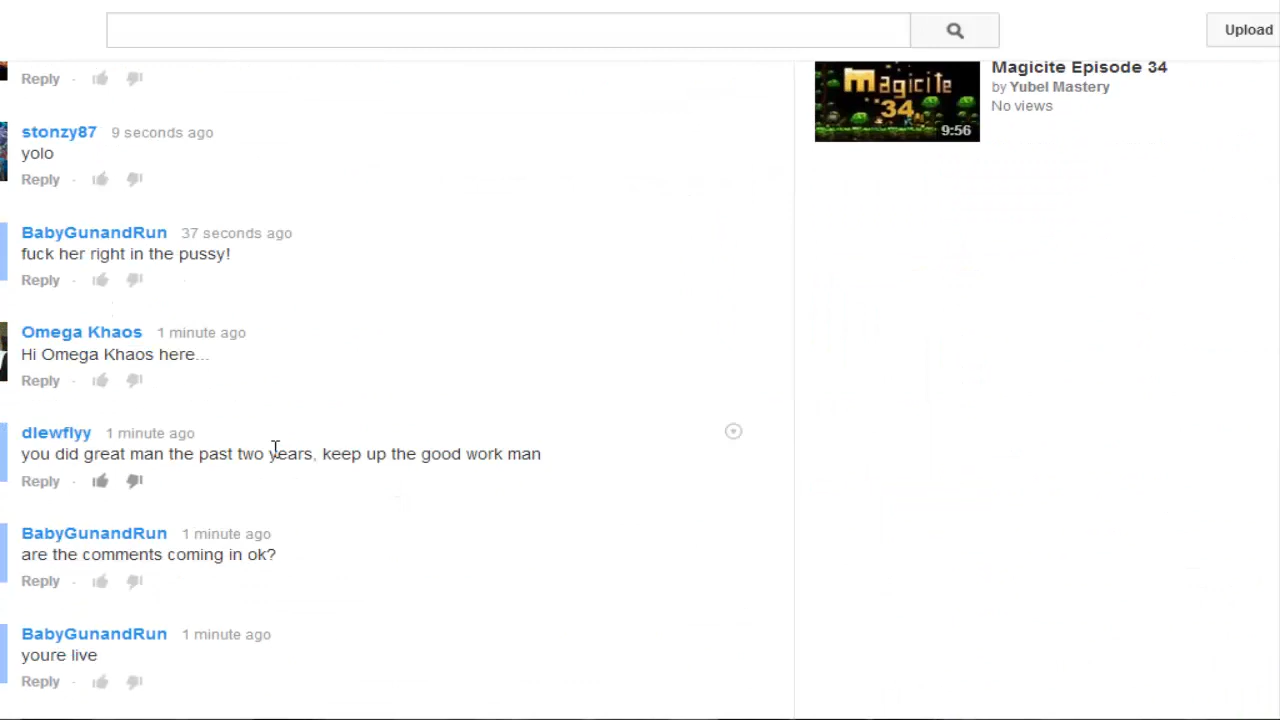 Upload
Reply
stonzy87 9 seconds ago
yolo
Reply
BabyGunandRun 37 seconds ago
fuck her right in the pussy!
Reply
Omega Khaos 1 minute ago
Hi Omega Khaos here...
Reply
dlewflyy 1 minute ago
you did great man the past two years, keep up the good work man
Reply
BabyGunandRun 1 minute ago
are the comments coming in ok?
Reply
BabyGunandRun 1 minute ago
youre live
Reply
magicite
34
9:56
Magicite Episode 34
by Yubel Mastery
No views